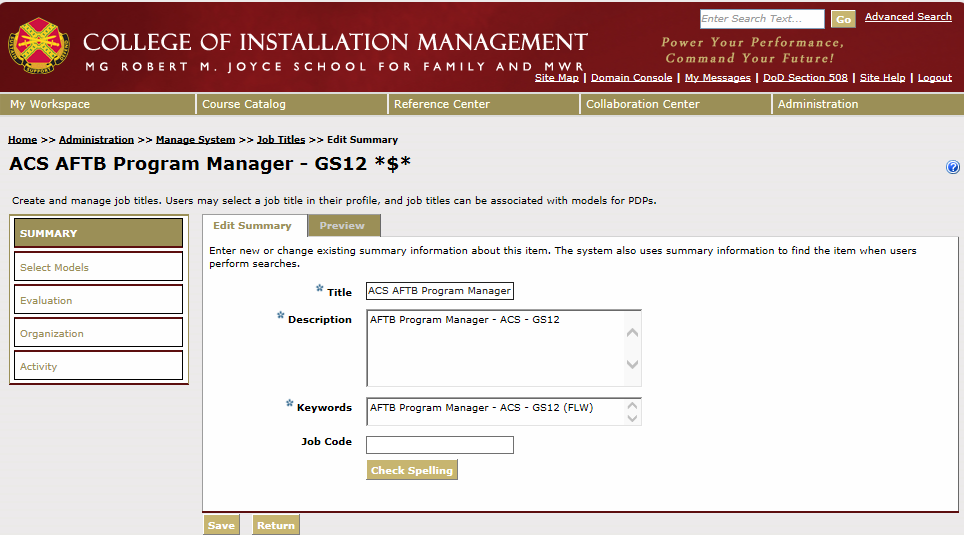 Enter Search Text... Go Advanced Search
COLLEGE OF INSTALLATION MANAGEMENT
MG ROBERT M. JOYCE SCHOOL FOR FAMILY AND MWR
Power Your Performance,
Command Your Future!
SUPPORT
Site Map | Domain Console | My Messages | DoD Section 508 | Site Help | Logout
My Workspace Course Catalog Reference Center Collaboration Center Administration
Home >> Administration >> Manage System >> Job Titles >> Edit Summary
ACS AFTB Program Manager - GS12 *$*
?
Create and manage job titles. Users may select a job title in their profile, and job titles can be associated with models for PDPs.
SUMMARY
Select Models
Evaluation
Organization
Activity
Edit Summary Preview
Enter new or change existing summary information about this item. The system also uses summary information to find the item when users
perform searches.
* Title ACS AFTB Program Manager
* Description AFTB Program Manager - ACS - GS12
* Keywords AFTB Program Manager - ACS - GS12 (FLW)
Job Code
Check Spelling
Save Return